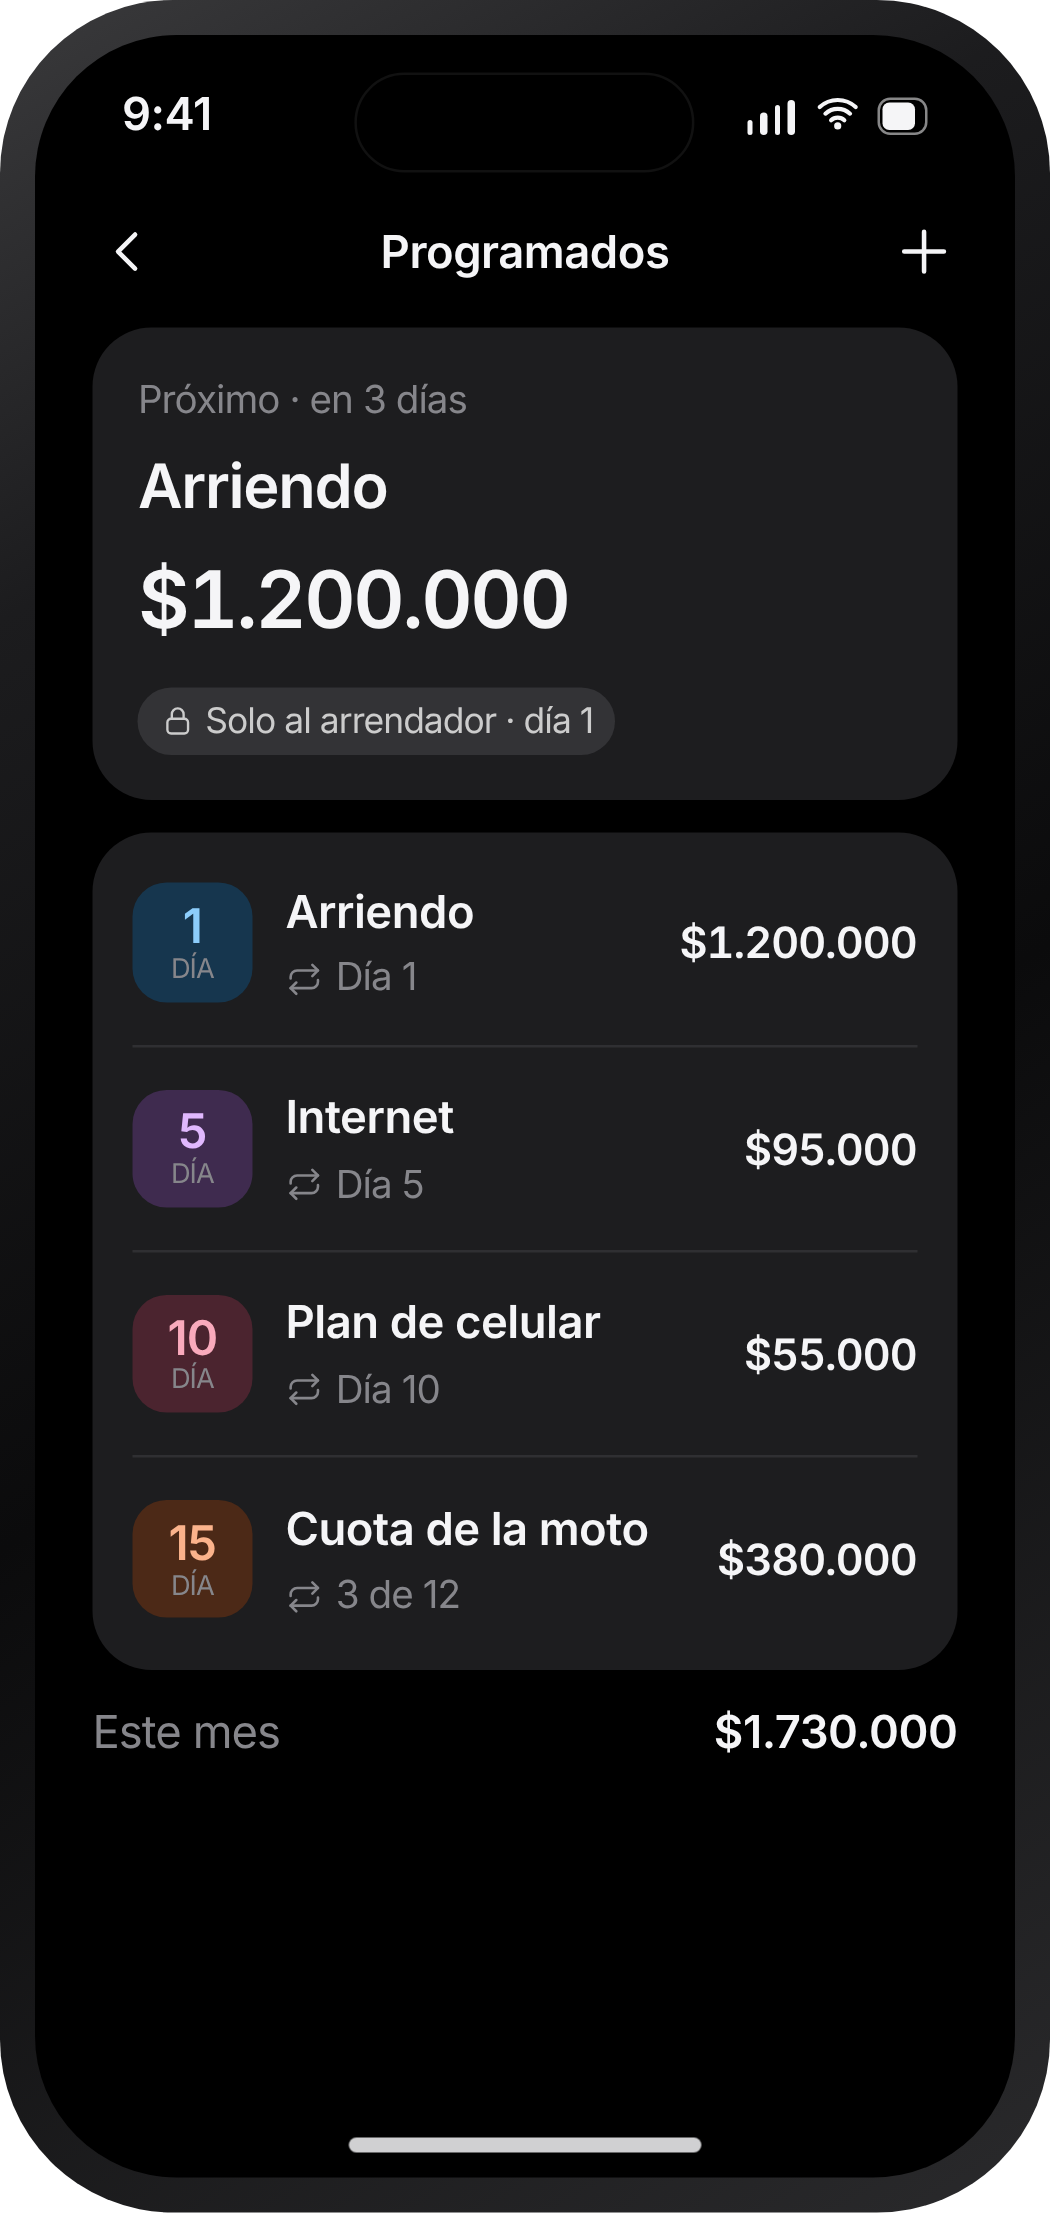 9:41
Programados
Próximo · en 3 días
Arriendo
$1.200.000
Solo al arrendador · día 1
1
DÍA
Arriendo
Día 1
$1.200.000
5
DÍA
Internet
Día 5
$95.000
10
DÍA
Plan de celular
Día 10
$55.000
15
DÍA
Cuota de la moto
3 de 12
$380.000
Este mes
$1.730.000